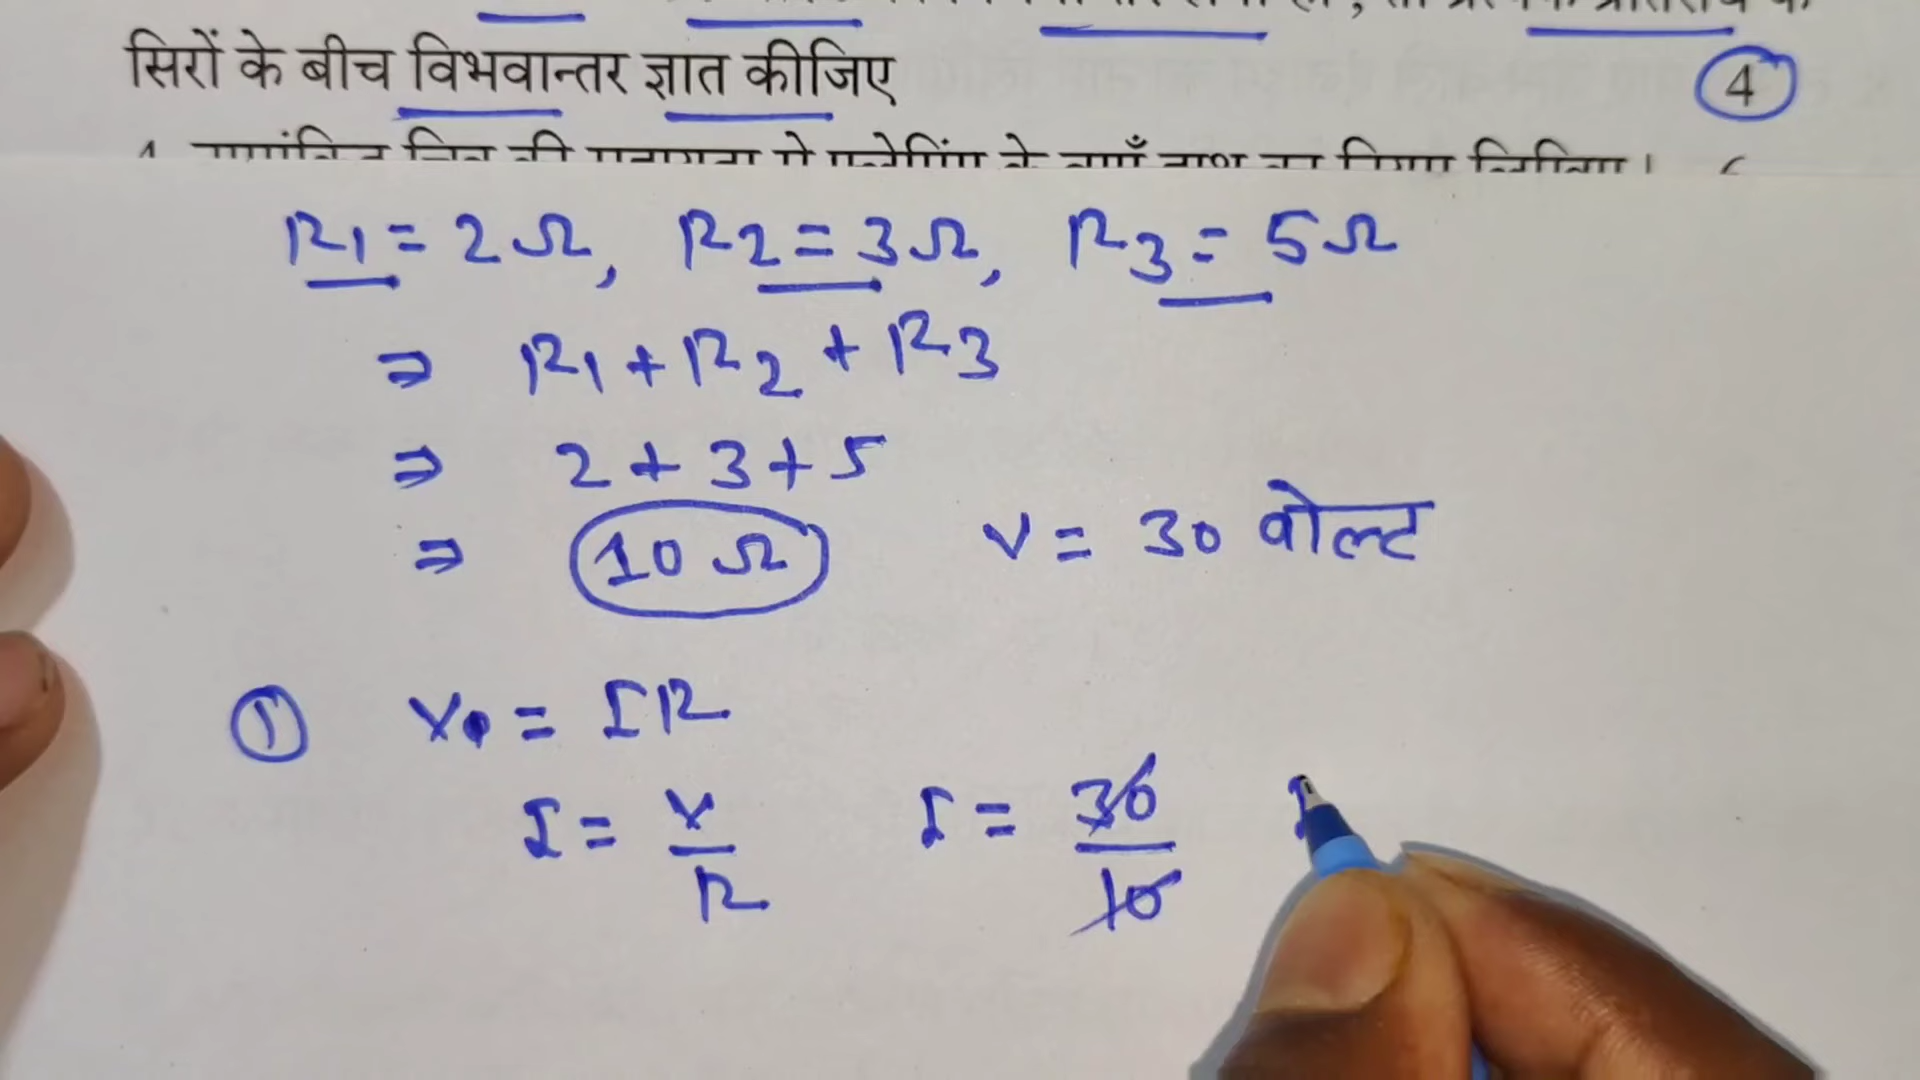 सिरों के बीच विभवान्तर ज्ञात कीजिए 4
R1 = 2Ω, R2 = 3Ω, R3 = 5Ω
⇒ R1 + R2 + R3
⇒ 2 + 3 + 5
⇒ 10 Ω V = 30 वोल्ट
① V = IR
I = V/R I = 30/10 I